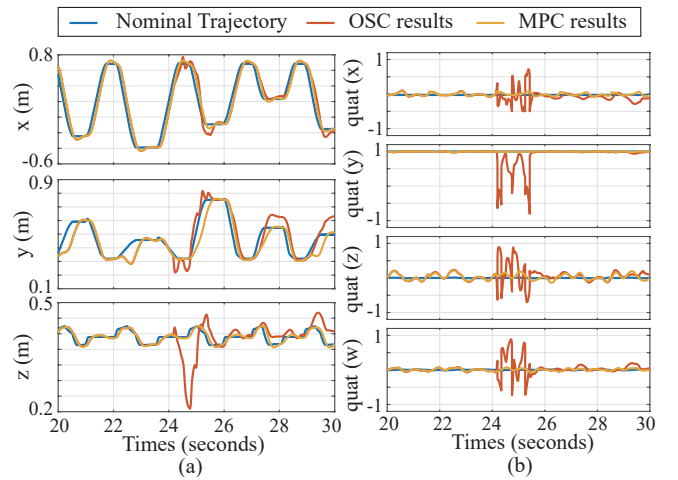 Nominal Trajectory OSC results MPC results
0.8
x (m)
-0.6
0.9
y (m)
0.1
0.5
z (m)
0.2
20 22 24 26 28 30
Times (seconds)
(a)
1
quat (x)
-1
1
quat (y)
-1
1
quat (z)
-1
1
quat (w)
-1
20 22 24 26 28 30
Times (seconds)
(b)